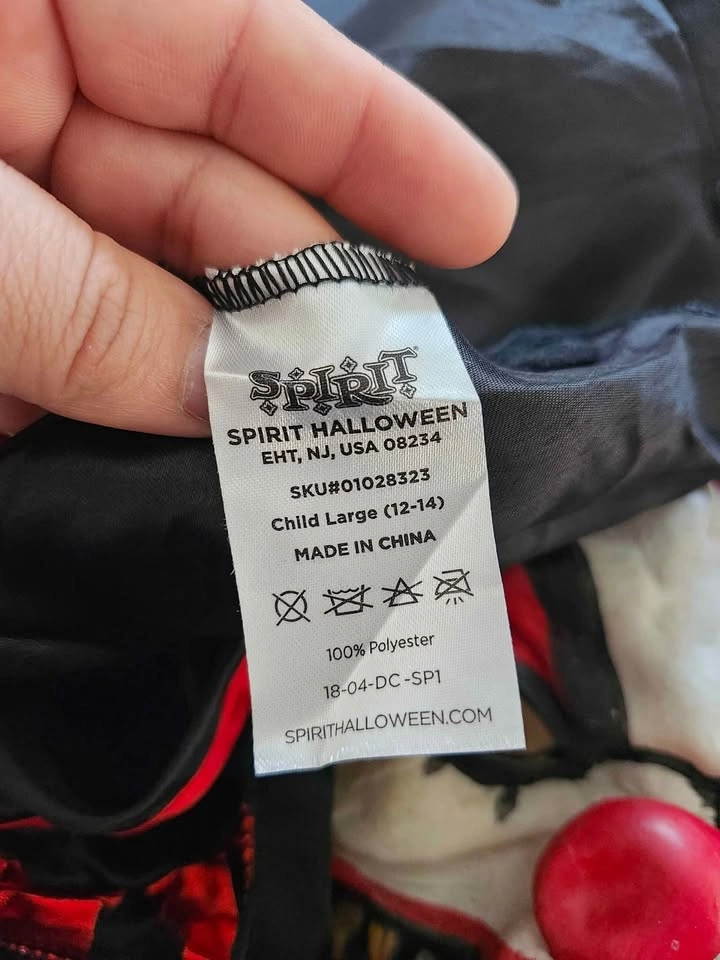 SPIRIT®
SPIRIT HALLOWEEN
EHT, NJ, USA 08234
SKU#01028323
Child Large (12-14)
MADE IN CHINA
100% Polyester
18-04-DC-SP1
SPIRITHALLOWEEN.COM